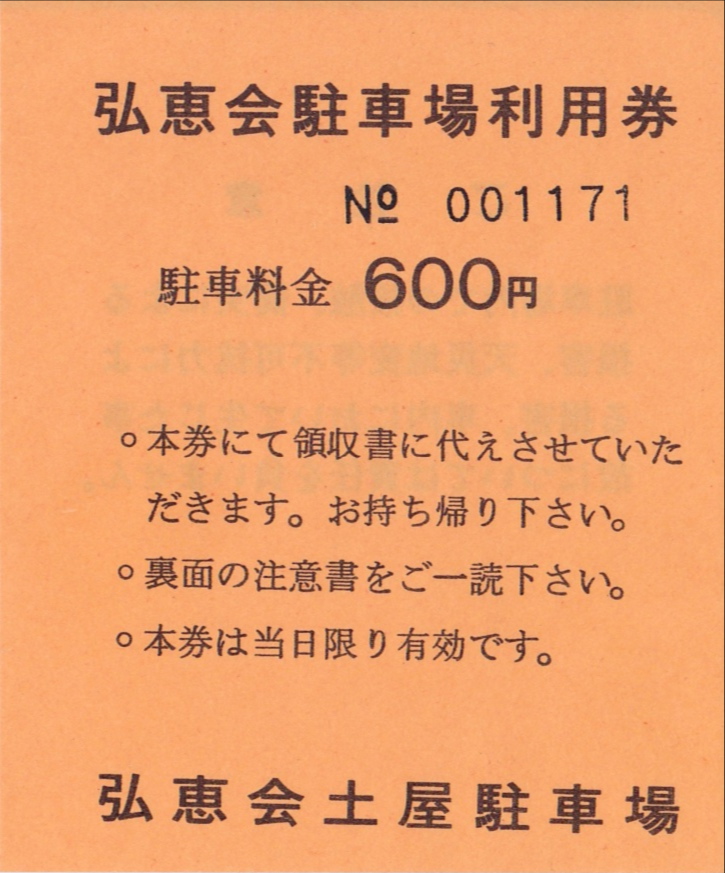 弘恵会駐車場利用券
№ 001171
駐車料金 600円
○本券にて領収書に代えさせていた
だきます。お持ち帰り下さい。
○裏面の注意書をご一読下さい。
○本券は当日限り有効です。
弘恵会土屋駐車場